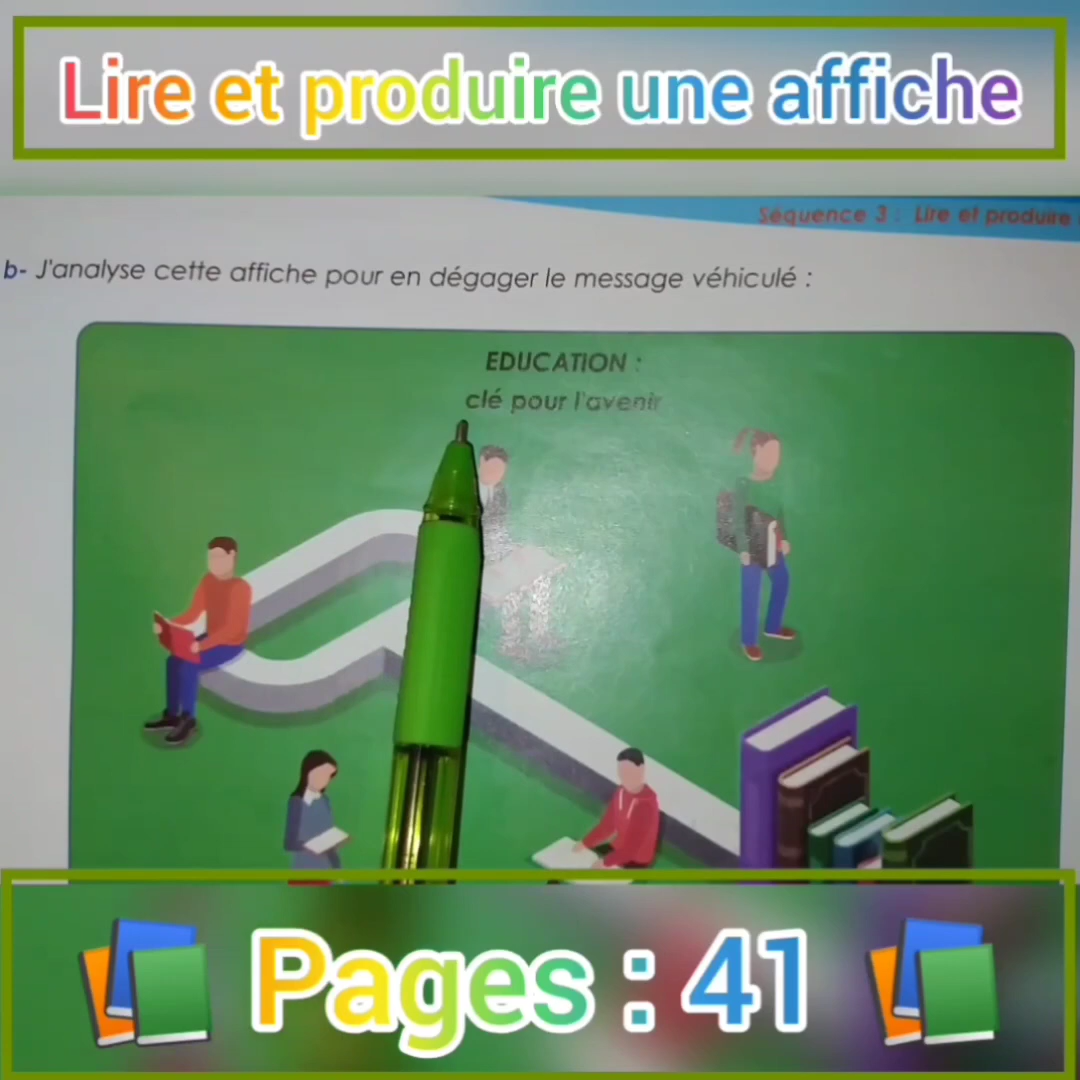 Lire et produire une affiche
Séquence 3 : Lire et produire
b- J'analyse cette affiche pour en dégager le message véhiculé :
EDUCATION :
clé pour l'avenir
Pages : 41